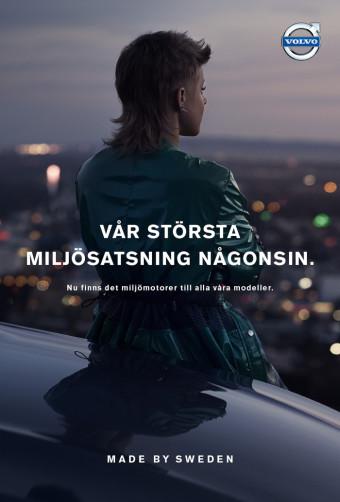 VOLVO
VÅR STÖRSTA
MILJÖSATSNING NÅGONSIN.
Nu finns det miljömotorer till alla våra modeller.
MADE BY SWEDEN